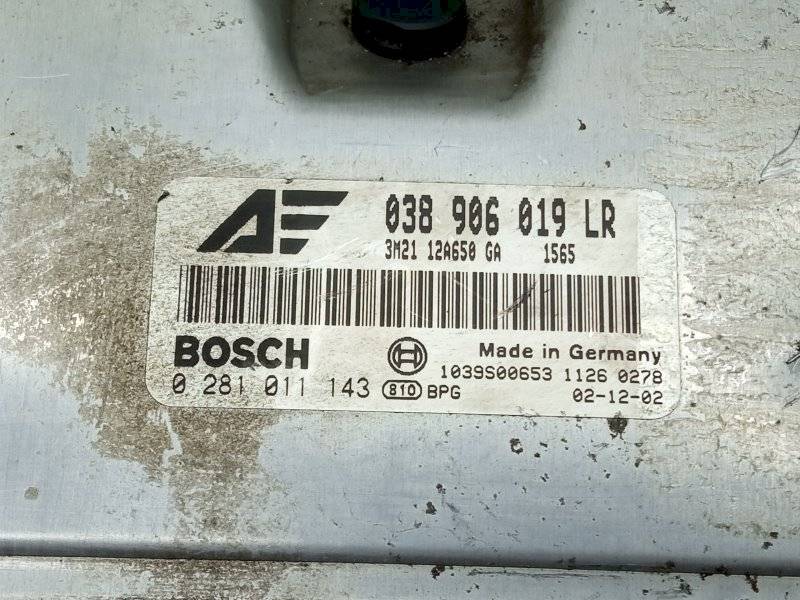 AE 038 906 019 LR
3M21 12A650 GA 1565
BOSCH Made in Germany
1039S00653 1126 0278
0 281 011 143 810 BPG 02-12-02